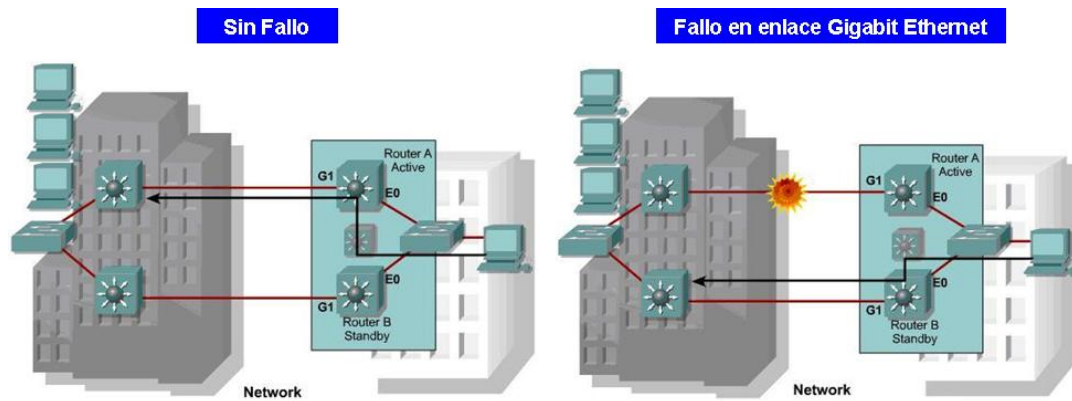 Sin Fallo
Fallo en enlace Gigabit Ethernet
Router A
Active
G1
E0
E0
G1
Router B
Standby
Network
Router A
Active
G1
E0
E0
G1
Router B
Standby
Network